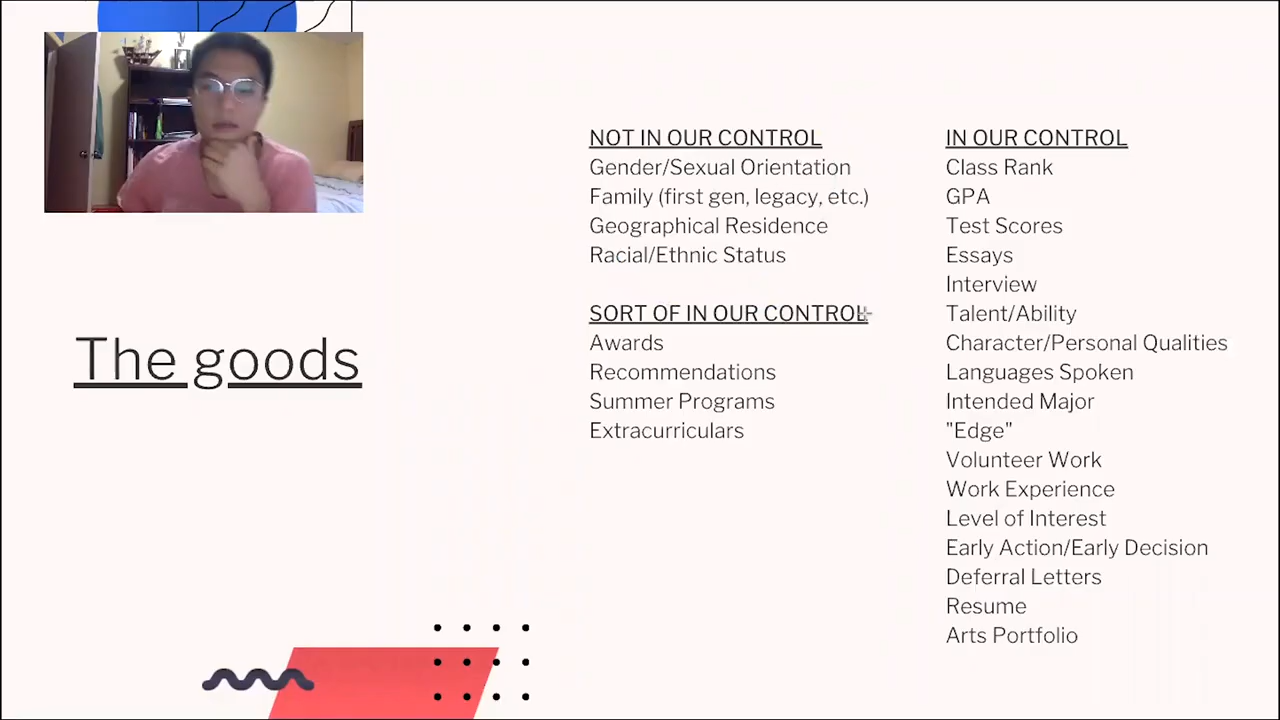 The goods
NOT IN OUR CONTROL
Gender/Sexual Orientation
Family (first gen, legacy, etc.)
Geographical Residence
Racial/Ethnic Status
SORT OF IN OUR CONTROL
Awards
Recommendations
Summer Programs
Extracurriculars
IN OUR CONTROL
Class Rank
GPA
Test Scores
Essays
Interview
Talent/Ability
Character/Personal Qualities
Languages Spoken
Intended Major
"Edge"
Volunteer Work
Work Experience
Level of Interest
Early Action/Early Decision
Deferral Letters
Resume
Arts Portfolio